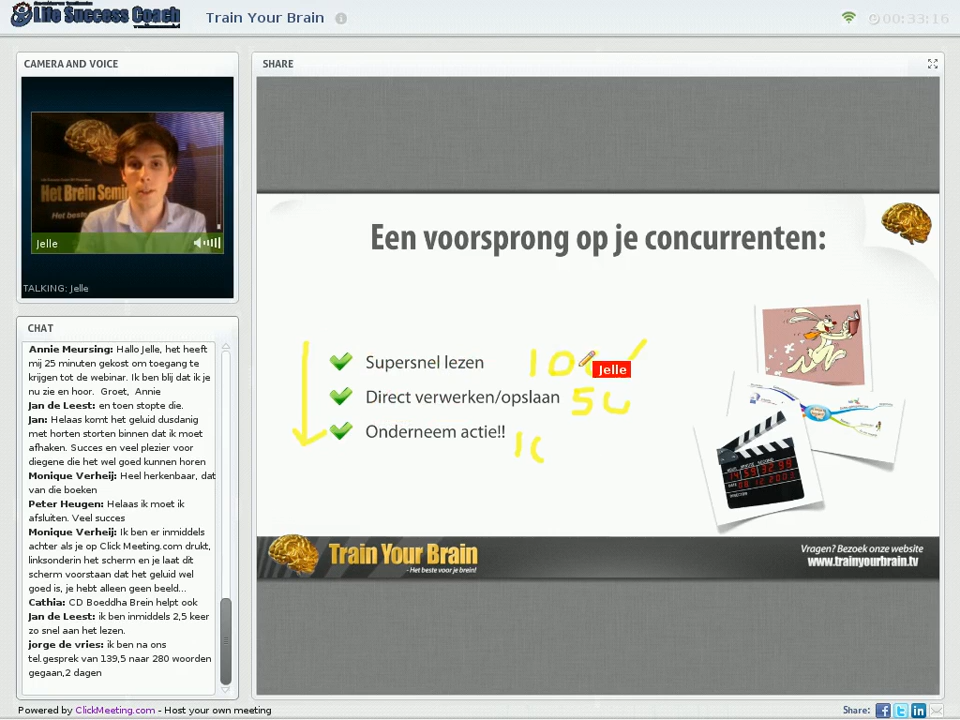 Life Success Coach
Train Your Brain
00:33:16
CAMERA AND VOICE
SHARE
Het Brein Semin
Jelle
TALKING: Jelle
Een voorsprong op je concurrenten:
Supersnel lezen
Jelle
Direct verwerken/opslaan
50
Onderneem actie!!
10
Train Your Brain
- Het beste voor je brein!
Vragen? Bezoek onze website
www.trainyourbrain.tv
CHAT
Annie Meursing: Hallo Jelle, het heeft
mij 25 minuten gekost om toegang te
krijgen tot de webinar. Ik ben blij dat ik je
nu zie en hoor. Groet, Annie
Jan de Leest: en toen stopte die.
Jan: Helaas komt het geluid dusdanig
met horten storten binnen dat ik moet
afhaken. Succes en veel plezier voor
diegene die het wel goed kunnen horen
Monique Verheij: Heel herkenbaar, dat
van die boeken
Peter Heugen: Helaas ik moet ik
afsluiten. Veel succes
Monique Verheij: Ik ben er inmiddels
achter als je op Click Meeting.com drukt,
linksonderin het scherm en je laat dit
scherm voorstaan dat het geluid wel
goed is, je hebt alleen geen beeld...
Cathia: CD Boeddha Brein helpt ook
Jan de Leest: ik ben inmiddels 2,5 keer
zo snel aan het lezen.
jorge de vries: ik ben na ons
tel.gesprek van 139,5 naar 280 woorden
gegaan,2 dagen
Powered by ClickMeeting.com - Host your own meeting
Share: